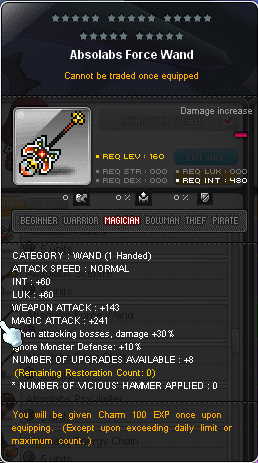 Absolabs Force Wand
Cannot be traded once equipped
Damage increase
REQ LEV : 160
REQ STR : 000 REQ LUK : 000
REQ DEX : 000 REQ INT : 480
0 0 % 0 %
BEGINNER WARRIOR MAGICIAN BOWMAN THIEF PIRATE
CATEGORY : WAND (1 Handed)
ATTACK SPEED : NORMAL
INT : +60
LUK : +60
WEAPON ATTACK : +143
MAGIC ATTACK : +241
When attacking bosses, damage +30%
Ignore Monster Defense: +10%
NUMBER OF UPGRADES AVAILABLE : +8
(Remaining Restoration Count: 0)
* NUMBER OF VICIOUS' HAMMER APPLIED : 0
You will be given Charm 100 EXP once upon
equipping. (Except upon exceeding daily limit or
maximum count.)